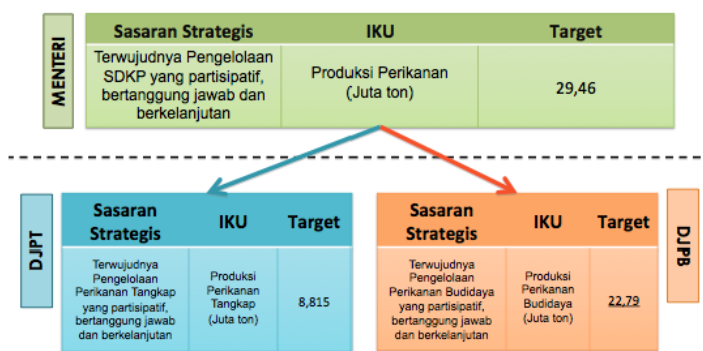 MENTERI
Sasaran Strategis IKU Target
Terwujudnya Pengelolaan
SDKP yang partisipatif,
bertanggung jawab dan
berkelanjutan
Produksi Perikanan
(Juta ton)
29,46
DJPT
Sasaran
Strategis
IKU
Target
Terwujudnya
Pengelolaan
Perikanan Tangkap
yang partisipatif,
bertanggung jawab
dan berkelanjutan
Produksi
Perikanan
Tangkap
(Juta ton)
8,815
Sasaran
Strategis
IKU
Target
Terwujudnya
Pengelolaan
Perikanan Budidaya
yang partisipatif,
bertanggung jawab
dan berkelanjutan
Produksi
Perikanan
Budidaya
(Juta ton)
22,79
DJPB